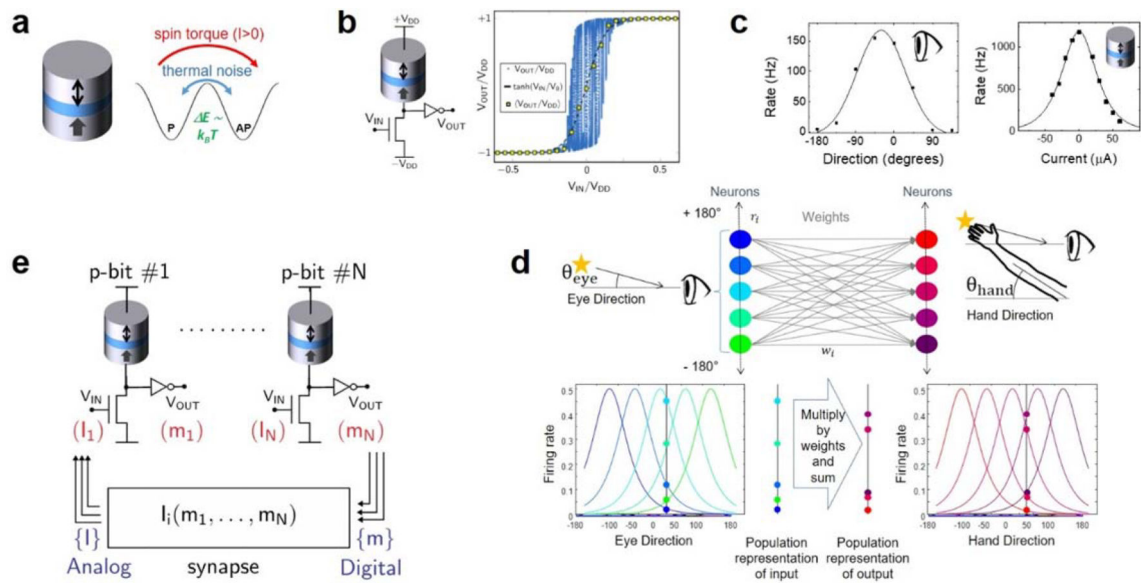 a
spin torque (I>0)
thermal noise
P
ΔE ~
k_BT
AP
b
+V_DD
V_IN
V_OUT
−V_DD
V_OUT/V_DD
+1
−1
V_OUT/V_DD
tanh(V_IN/V_0)
⟨V_OUT/V_DD⟩
-0.5
0
0.5
V_IN/V_DD
c
Rate (Hz)
150
100
50
0
-180
-90
0
90
Direction (degrees)
Rate (Hz)
1000
500
0
-50
0
50
Current (μA)
d
Neurons
Neurons
+ 180°
r_i
Weights
θ_eye
Eye Direction
θ_hand
Hand Direction
- 180°
w_i
Firing rate
0.5
0.4
0.3
0.2
0.1
0
-180
-150
-100
-50
0
50
100
150
180
Eye Direction
Multiply
by
weights
and
sum
Population
representation
of input
Population
representation
of output
Firing rate
0.5
0.4
0.3
0.2
0.1
0
-180
-150
-100
-50
0
50
100
150
180
Hand Direction
e
p-bit #1
p-bit #N
V_IN
V_OUT
V_IN
V_OUT
(I_1)
(m_1)
(I_N)
(m_N)
I_i(m_1, . . . , m_N)
{I}
{m}
Analog
synapse
Digital